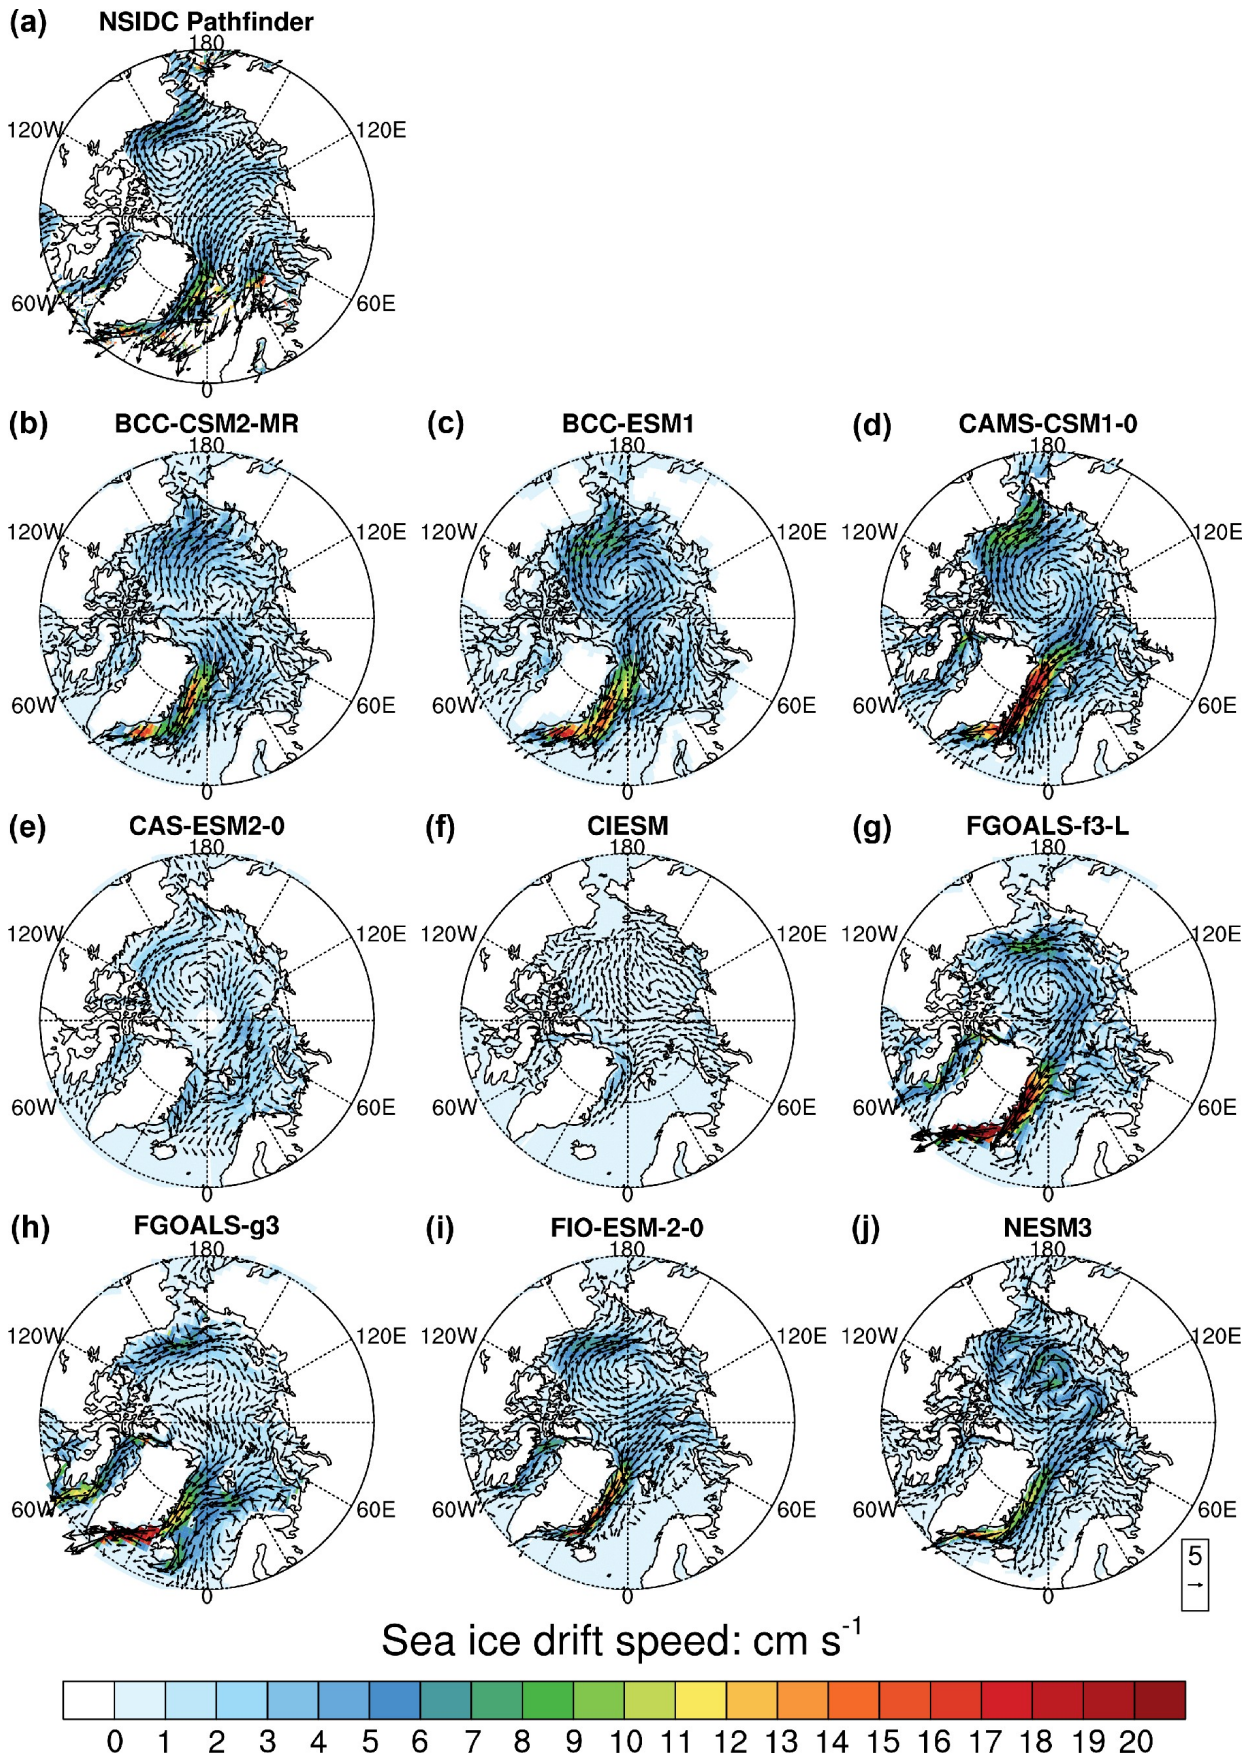 (a) NSIDC Pathfinder
180
120W 120E
60W 60E
0
(b) BCC-CSM2-MR (c) BCC-ESM1 (d) CAMS-CSM1-0
180 180 180
120W 120E 120W 120E 120W 120E
60W 60E 60W 60E 60W 60E
0 0 0
(e) CAS-ESM2-0 (f) CIESM (g) FGOALS-f3-L
180 180 180
120W 120E 120W 120E 120W 120E
60W 60E 60W 60E 60W 60E
0 0 0
(h) FGOALS-g3 (i) FIO-ESM-2-0 (j) NESM3
180 180 180
120W 120E 120W 120E 120W 120E
60W 60E 60W 60E 60W 60E
5
0 0 0
Sea ice drift speed: cm s⁻¹
0 1 2 3 4 5 6 7 8 9 10 11 12 13 14 15 16 17 18 19 20